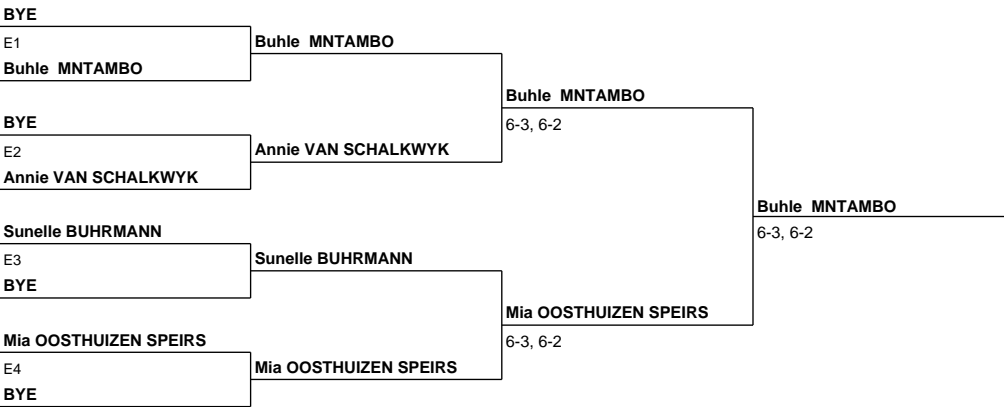 BYE
E1
Buhle MNTAMBO
BYE
E2
Annie VAN SCHALKWYK
Sunelle BUHRMANN
E3
BYE
Mia OOSTHUIZEN SPEIRS
E4
BYE
Buhle MNTAMBO
Annie VAN SCHALKWYK
Sunelle BUHRMANN
Mia OOSTHUIZEN SPEIRS
Buhle MNTAMBO
6-3, 6-2
Mia OOSTHUIZEN SPEIRS
6-3, 6-2
Buhle MNTAMBO
6-3, 6-2